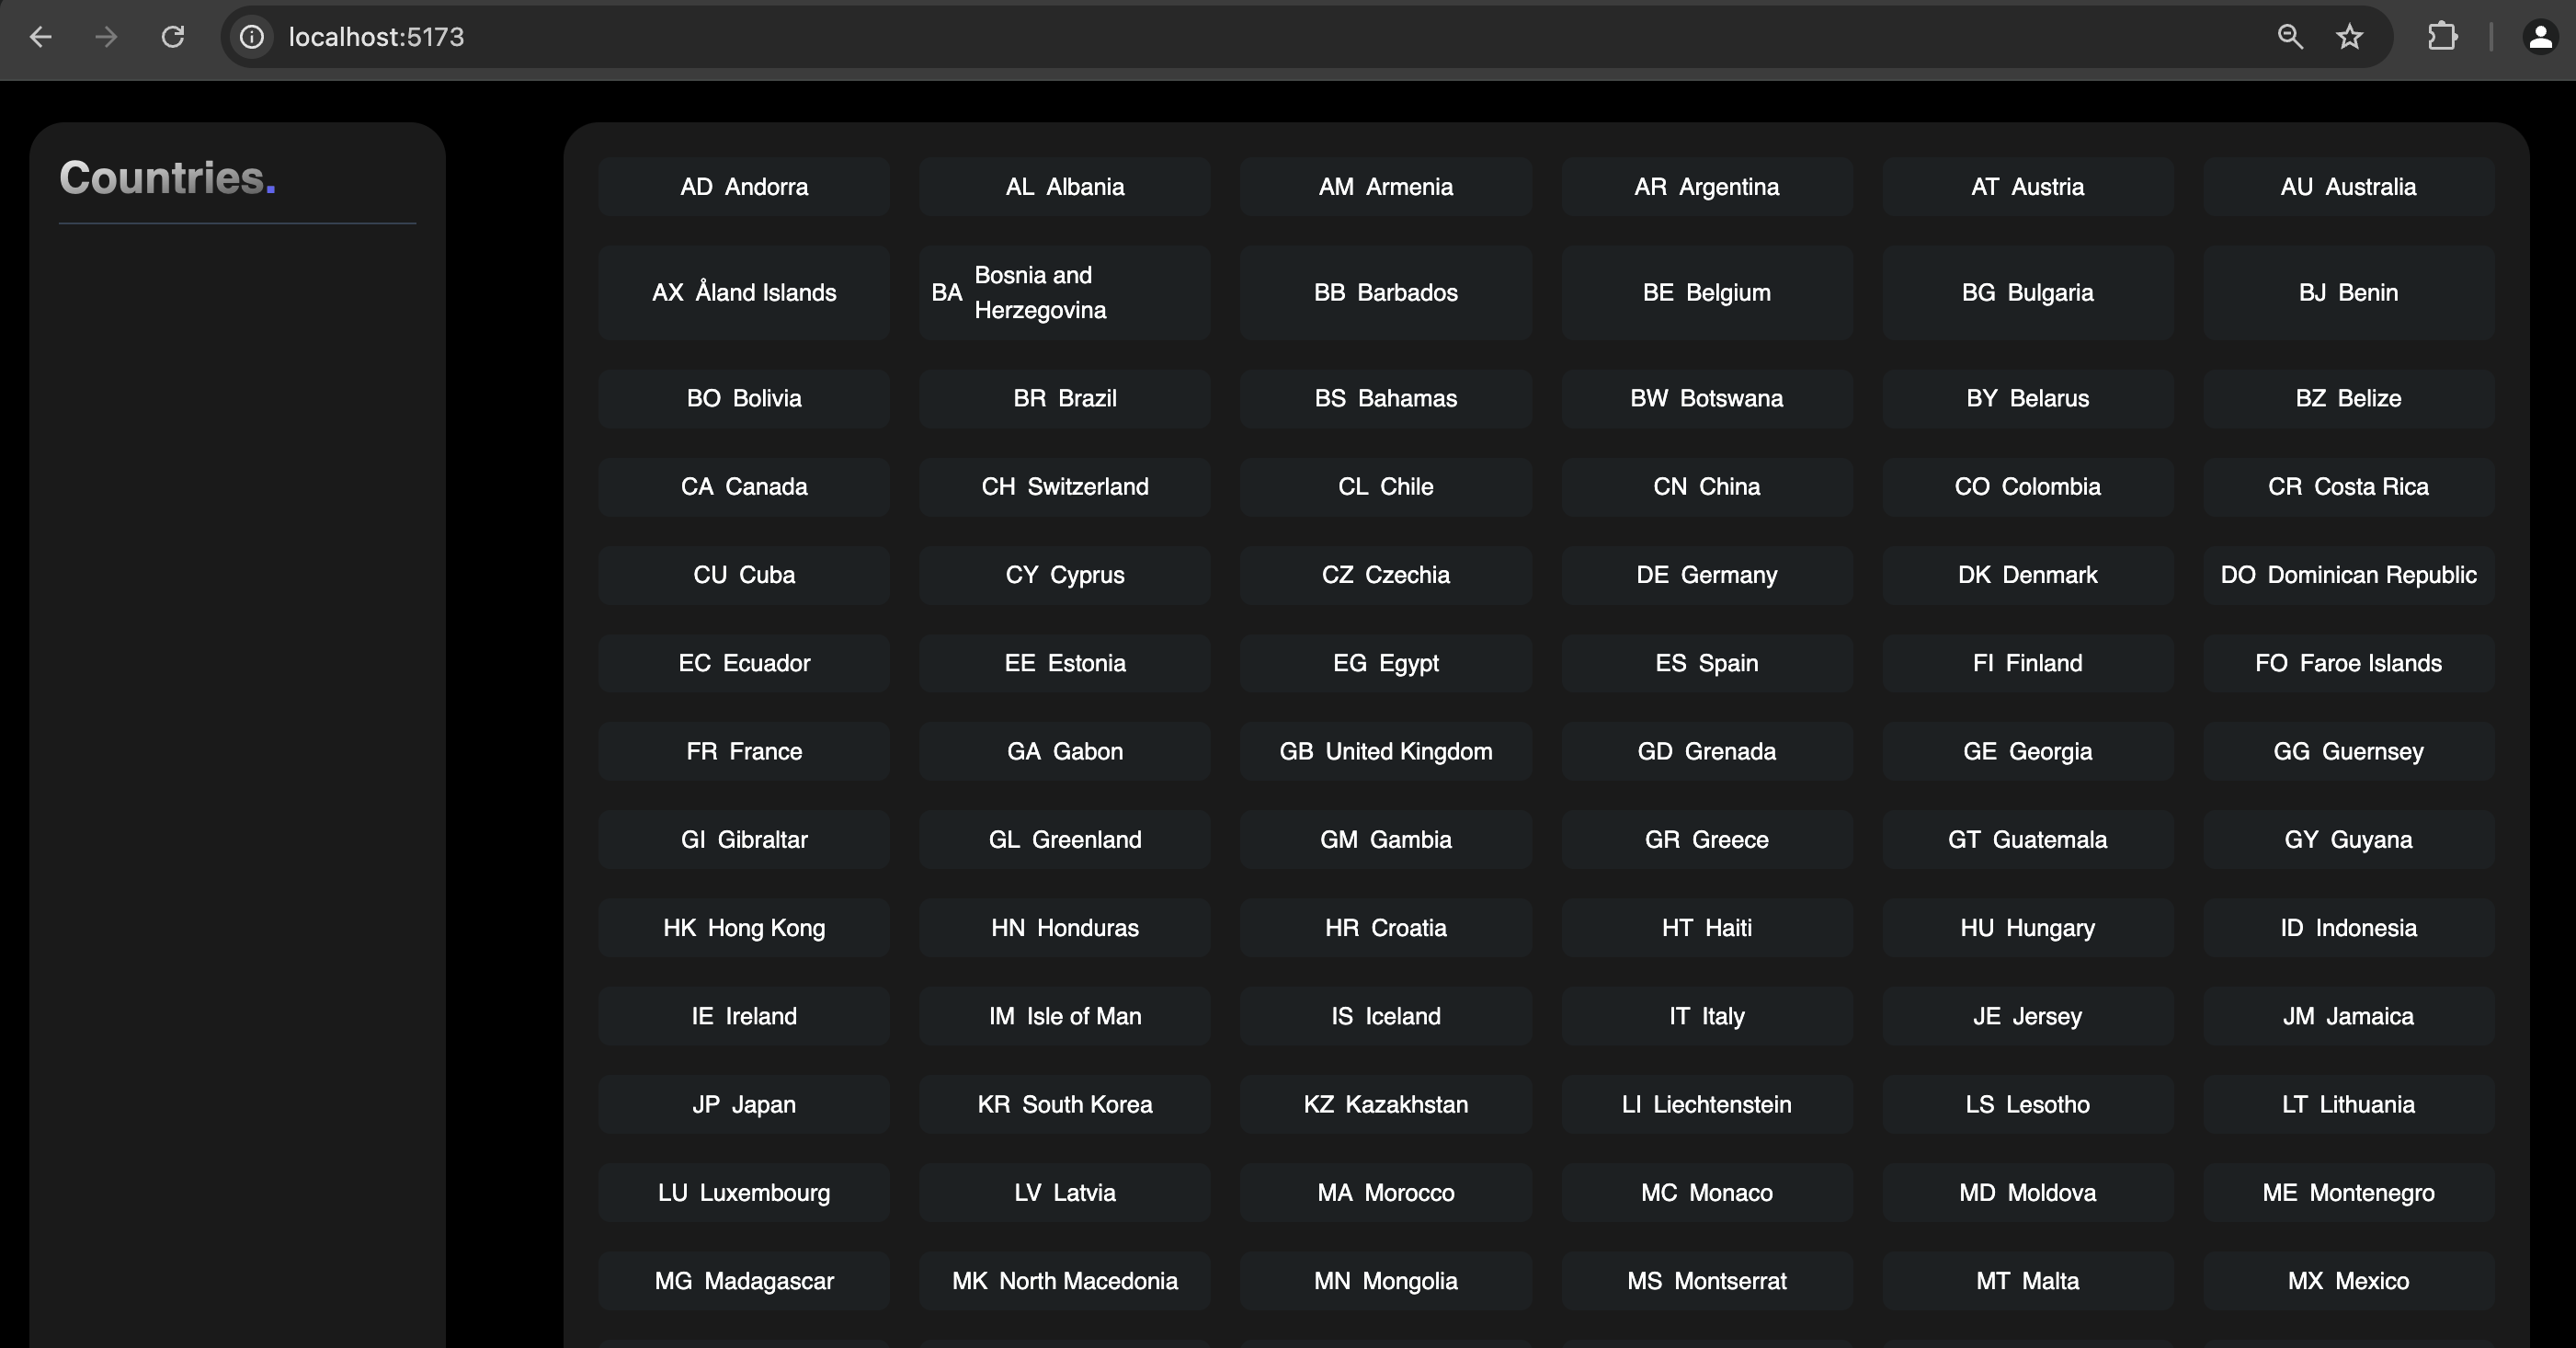 localhost:5173
Countries.
AD Andorra
AL Albania
AM Armenia
AR Argentina
AT Austria
AU Australia
AX Åland Islands
BA Bosnia and
Herzegovina
BB Barbados
BE Belgium
BG Bulgaria
BJ Benin
BO Bolivia
BR Brazil
BS Bahamas
BW Botswana
BY Belarus
BZ Belize
CA Canada
CH Switzerland
CL Chile
CN China
CO Colombia
CR Costa Rica
CU Cuba
CY Cyprus
CZ Czechia
DE Germany
DK Denmark
DO Dominican Republic
EC Ecuador
EE Estonia
EG Egypt
ES Spain
FI Finland
FO Faroe Islands
FR France
GA Gabon
GB United Kingdom
GD Grenada
GE Georgia
GG Guernsey
GI Gibraltar
GL Greenland
GM Gambia
GR Greece
GT Guatemala
GY Guyana
HK Hong Kong
HN Honduras
HR Croatia
HT Haiti
HU Hungary
ID Indonesia
IE Ireland
IM Isle of Man
IS Iceland
IT Italy
JE Jersey
JM Jamaica
JP Japan
KR South Korea
KZ Kazakhstan
LI Liechtenstein
LS Lesotho
LT Lithuania
LU Luxembourg
LV Latvia
MA Morocco
MC Monaco
MD Moldova
ME Montenegro
MG Madagascar
MK North Macedonia
MN Mongolia
MS Montserrat
MT Malta
MX Mexico